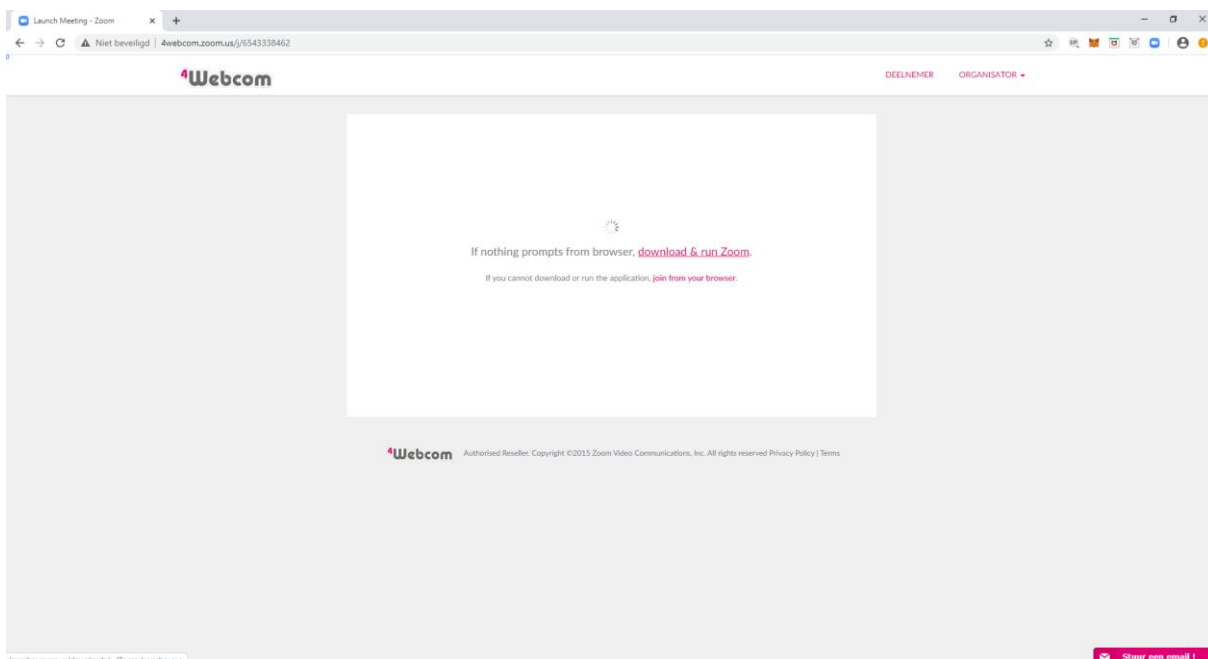 Launch Meeting - Zoom
Niet beveiligd | 4webcom.zoom.us/j/6543338462
4Webcom
DEELNEMER ORGANISATOR
If nothing prompts from browser, download & run Zoom.
If you cannot download or run the application, join from your browser.
4Webcom Authorised Reseller. Copyright ©2015 Zoom Video Communications, Inc. All rights reserved Privacy Policy | Terms
Stuur een email !